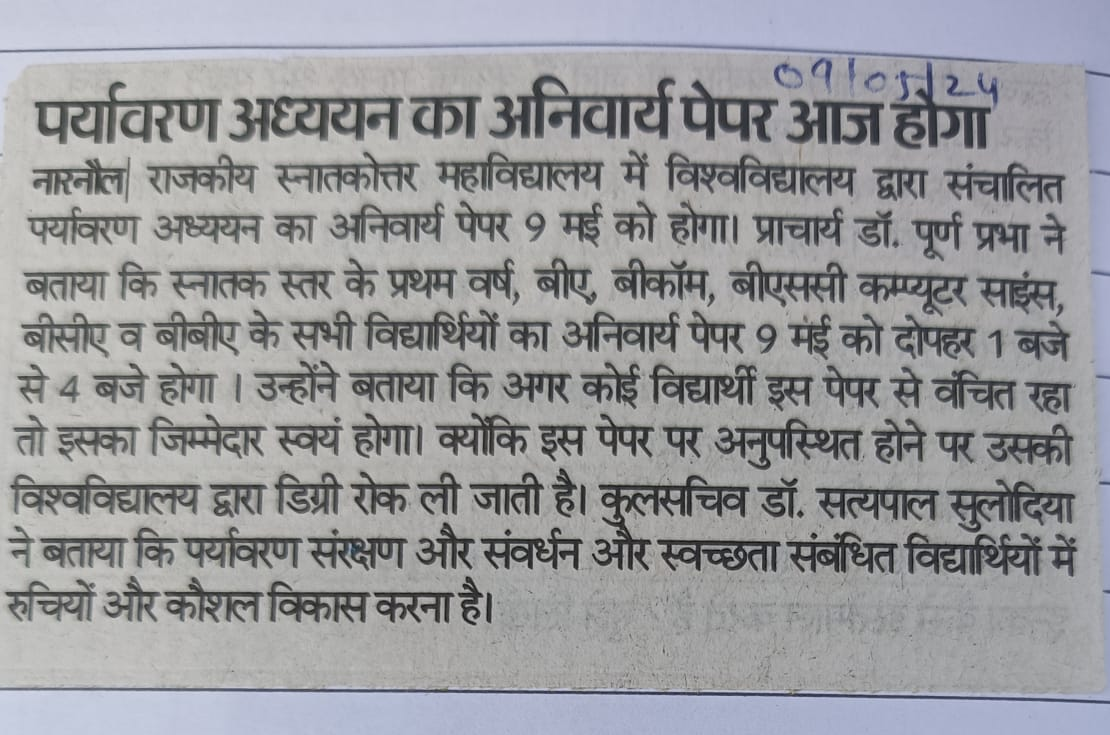 09/05/24
पर्यावरण अध्ययन का अनिवार्य पेपर आज होगा
नारनौल| राजकीय स्नातकोत्तर महाविद्यालय में विश्वविद्यालय द्वारा संचालित
पर्यावरण अध्ययन का अनिवार्य पेपर 9 मई को होगा। प्राचार्य डॉ. पूर्ण प्रभा ने
बताया कि स्नातक स्तर के प्रथम वर्ष, बीए, बीकॉम, बीएससी कम्प्यूटर साइंस,
बीसीए व बीबीए के सभी विद्यार्थियों का अनिवार्य पेपर 9 मई को दोपहर 1 बजे
से 4 बजे होगा । उन्होंने बताया कि अगर कोई विद्यार्थी इस पेपर से वंचित रहा
तो इसका जिम्मेदार स्वयं होगा। क्योंकि इस पेपर पर अनुपस्थित होने पर उसकी
विश्वविद्यालय द्वारा डिग्री रोक ली जाती है। कुलसचिव डॉ. सत्यपाल सुलोदिया
ने बताया कि पर्यावरण संरक्षण और संवर्धन और स्वच्छता संबंधित विद्यार्थियों में
रुचियों और कौशल विकास करना है।